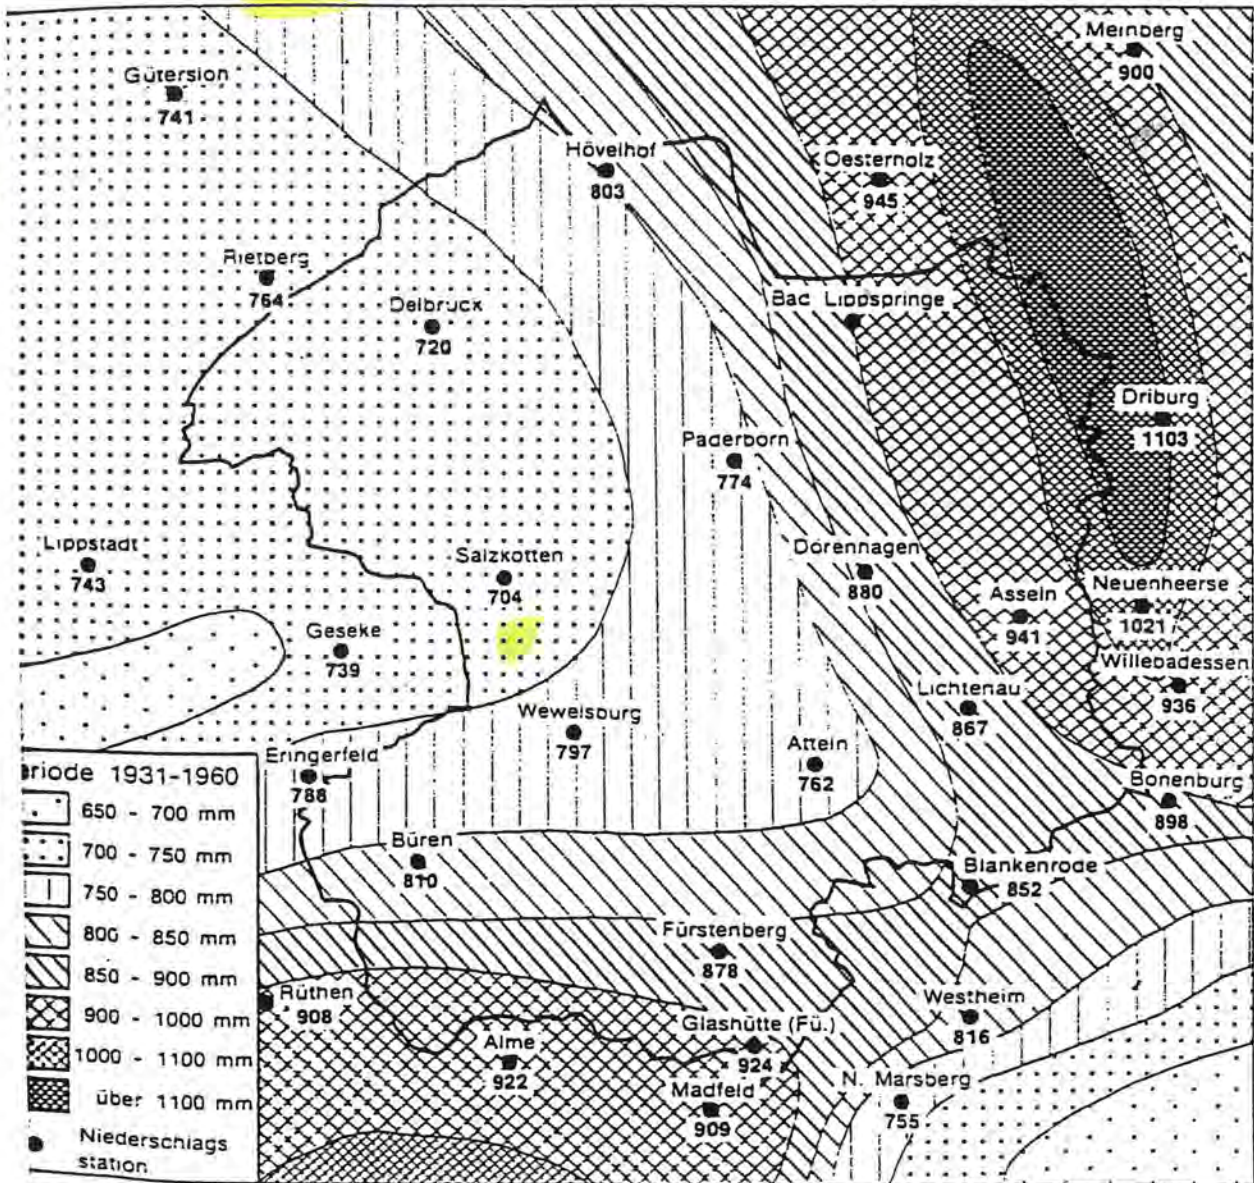 Meinberg
900
Gütersloh
741
Hövelhof
803
Oesterholz
945
Rietberg
764
Delbrück
720
Bad Lippspringe
Driburg
1103
Paderborn
774
Lippstadt
743
Salzkotten
704
Dörenhagen
880
Asseln
941
Neuenheerse
1021
Geseke
739
Willebadessen
936
Lichtenau
867
Wewelsburg
797
Atteln
762
Eringerfeld
788
Bonenburg
898
Büren
810
Blankenrode
852
Fürstenberg
878
Rüthen
908
Westheim
816
Glashütte (Fü.)
924
Alme
922
N. Marsberg
755
Madfeld
909
eriode 1931-1960
650 - 700 mm
700 - 750 mm
750 - 800 mm
800 - 850 mm
850 - 900 mm
900 - 1000 mm
1000 - 1100 mm
über 1100 mm
Niederschlags
station